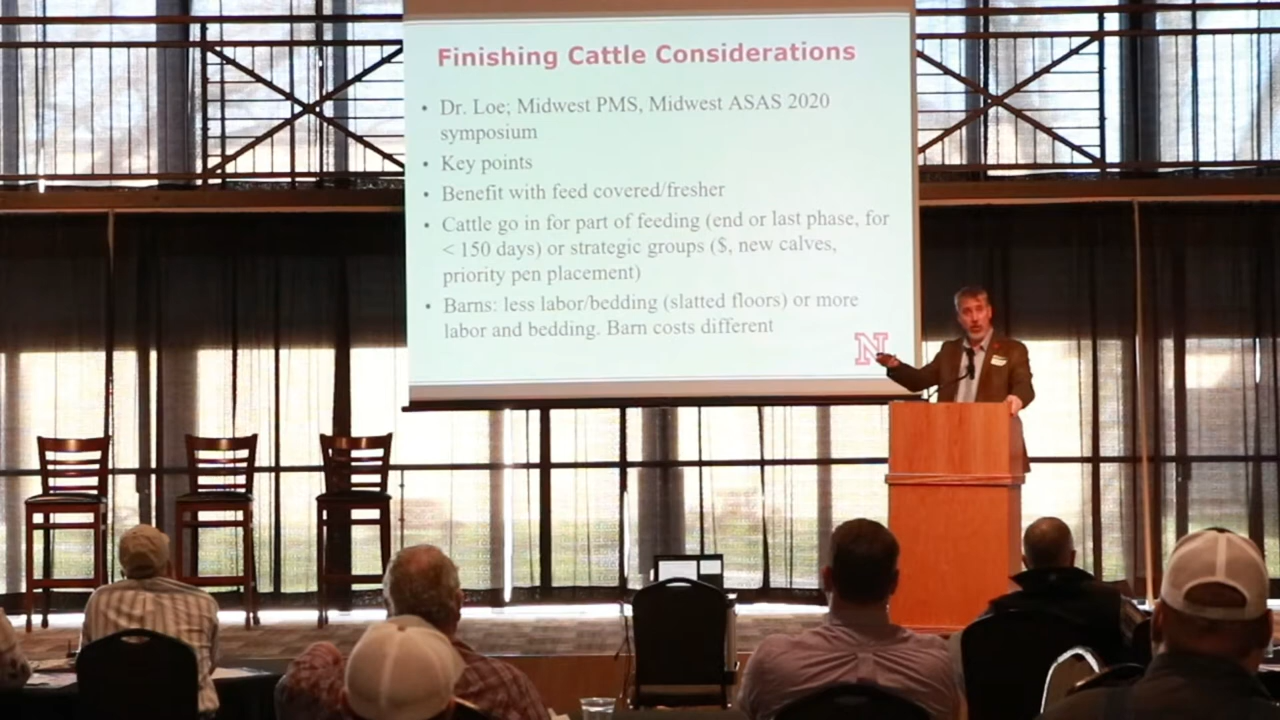 Finishing Cattle Considerations
• Dr. Loe; Midwest PMS, Midwest ASAS 2020
symposium
• Key points
• Benefit with feed covered/fresher
• Cattle go in for part of feeding (end or last phase, for
< 150 days) or strategic groups ($, new calves,
priority pen placement)
• Barns: less labor/bedding (slatted floors) or more
labor and bedding. Barn costs different
N